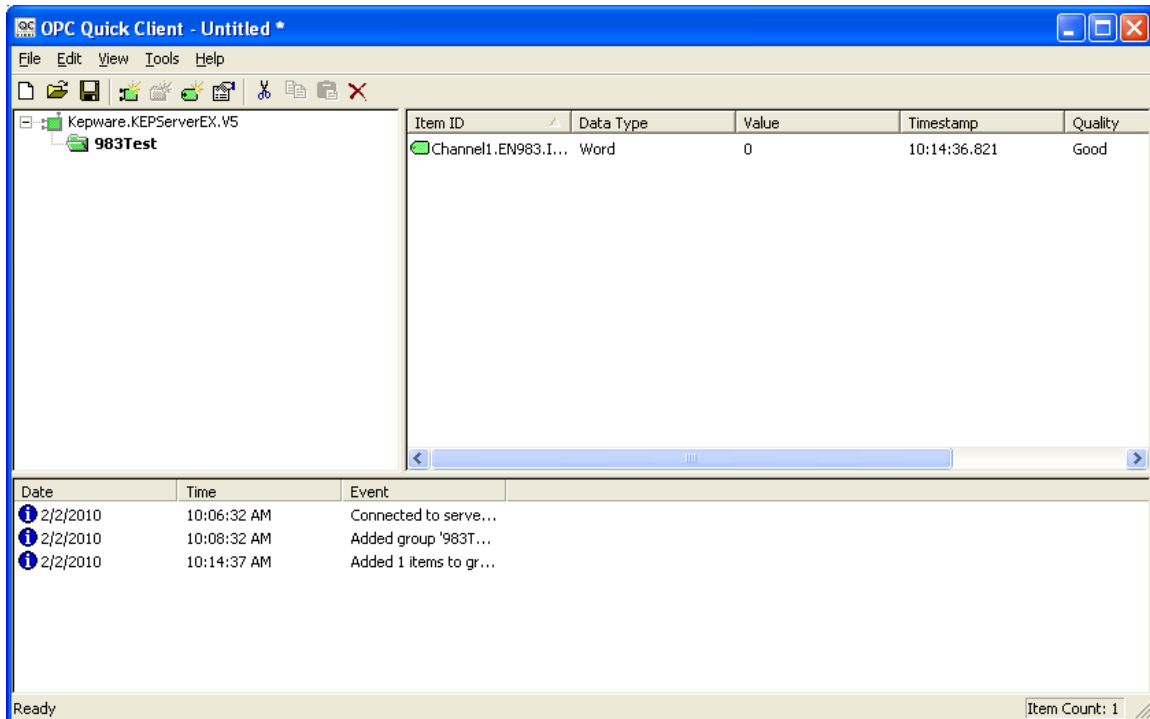 OPC Quick Client - Untitled *
File Edit View Tools Help
Kepware.KEPServerEX.V5
983Test
Item ID Data Type Value Timestamp Quality
Channel1.EN983.I... Word 0 10:14:36.821 Good
Date Time Event
2/2/2010 10:06:32 AM Connected to serve...
2/2/2010 10:08:32 AM Added group '983T...
2/2/2010 10:14:37 AM Added 1 items to gr...
Ready Item Count: 1